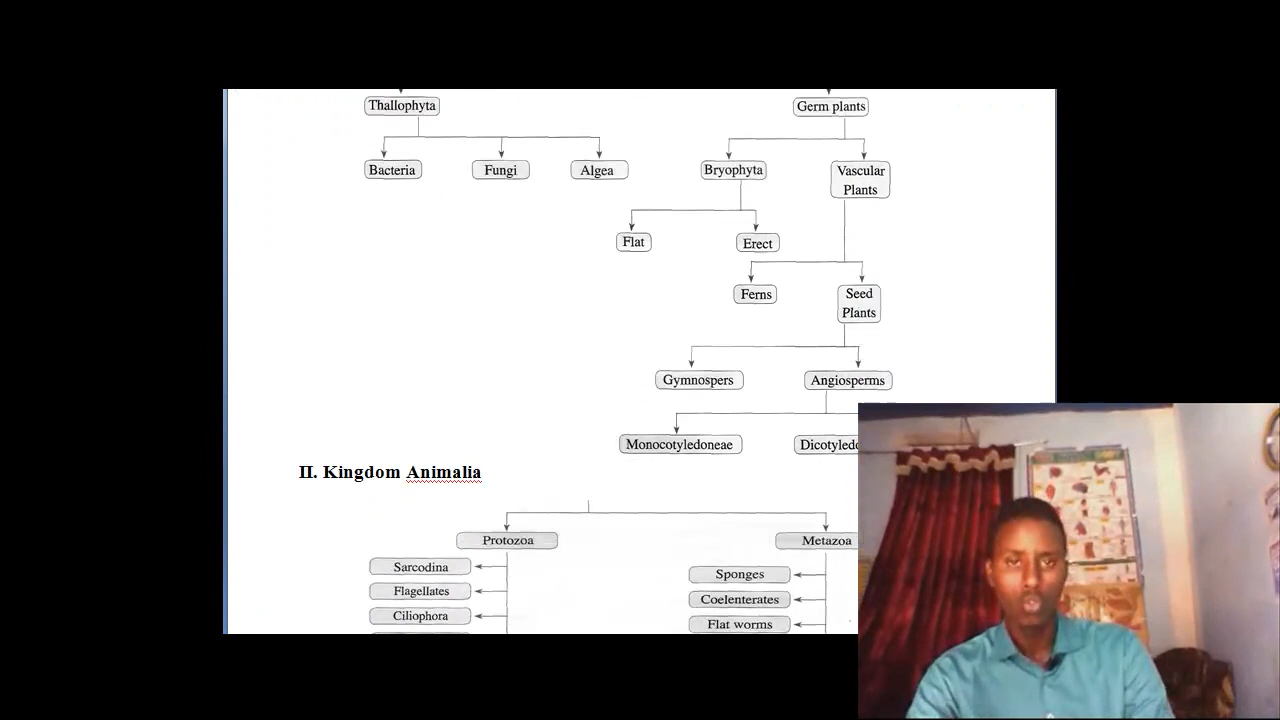 Thallophyta
Germ plants
Bacteria
Fungi
Algea
Bryophyta
Vascular
Plants
Flat
Erect
Ferns
Seed
Plants
Gymnospers
Angiosperms
Monocotyledoneae
Dicotyledo
II. Kingdom Animalia
Protozoa
Metazoa
Sarcodina
Sponges
Flagellates
Coelenterates
Ciliophora
Flat worms